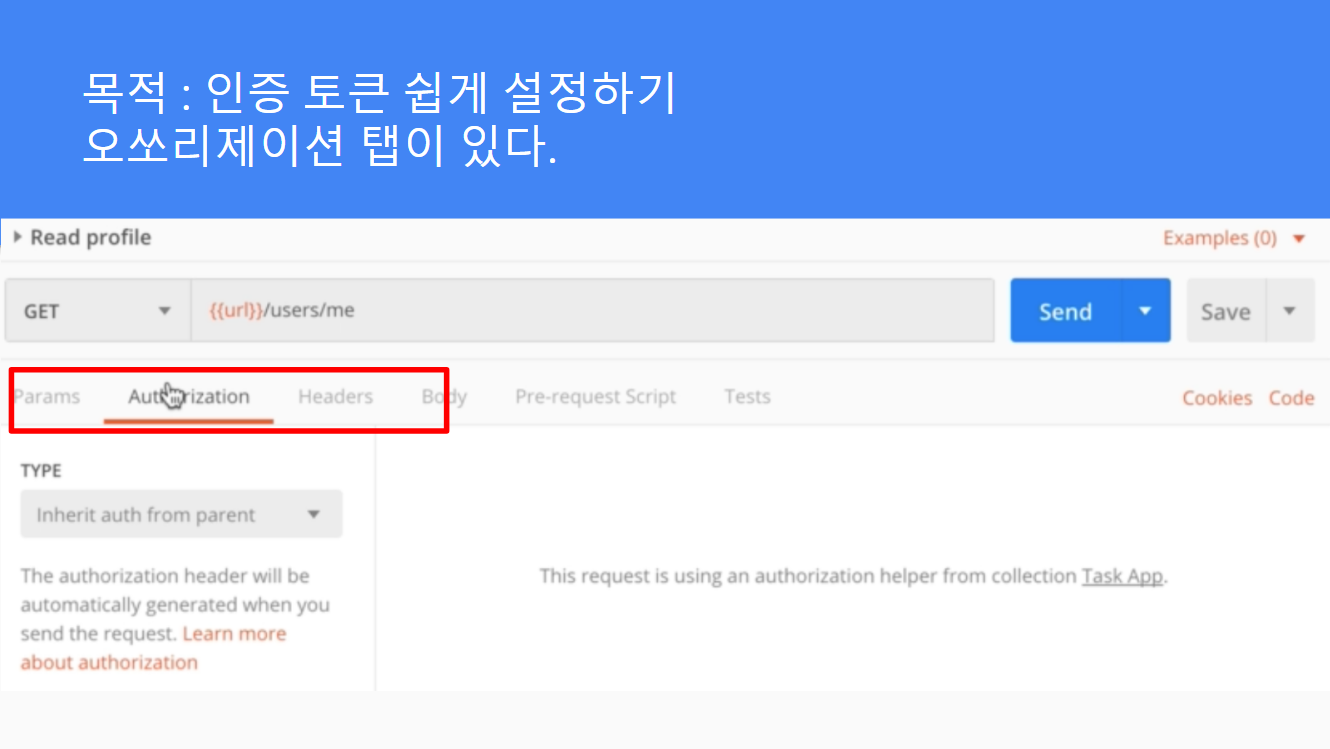 목적 : 인증 토큰 쉽게 설정하기
오쏘리제이션 탭이 있다.
Read profile
Examples (0)
GET
{{url}}/users/me
Send
Save
Params
Authorization
Headers
Body
Pre-request Script
Tests
Cookies
Code
TYPE
Inherit auth from parent
The authorization header will be
automatically generated when you
send the request. Learn more
about authorization
This request is using an authorization helper from collection Task App.